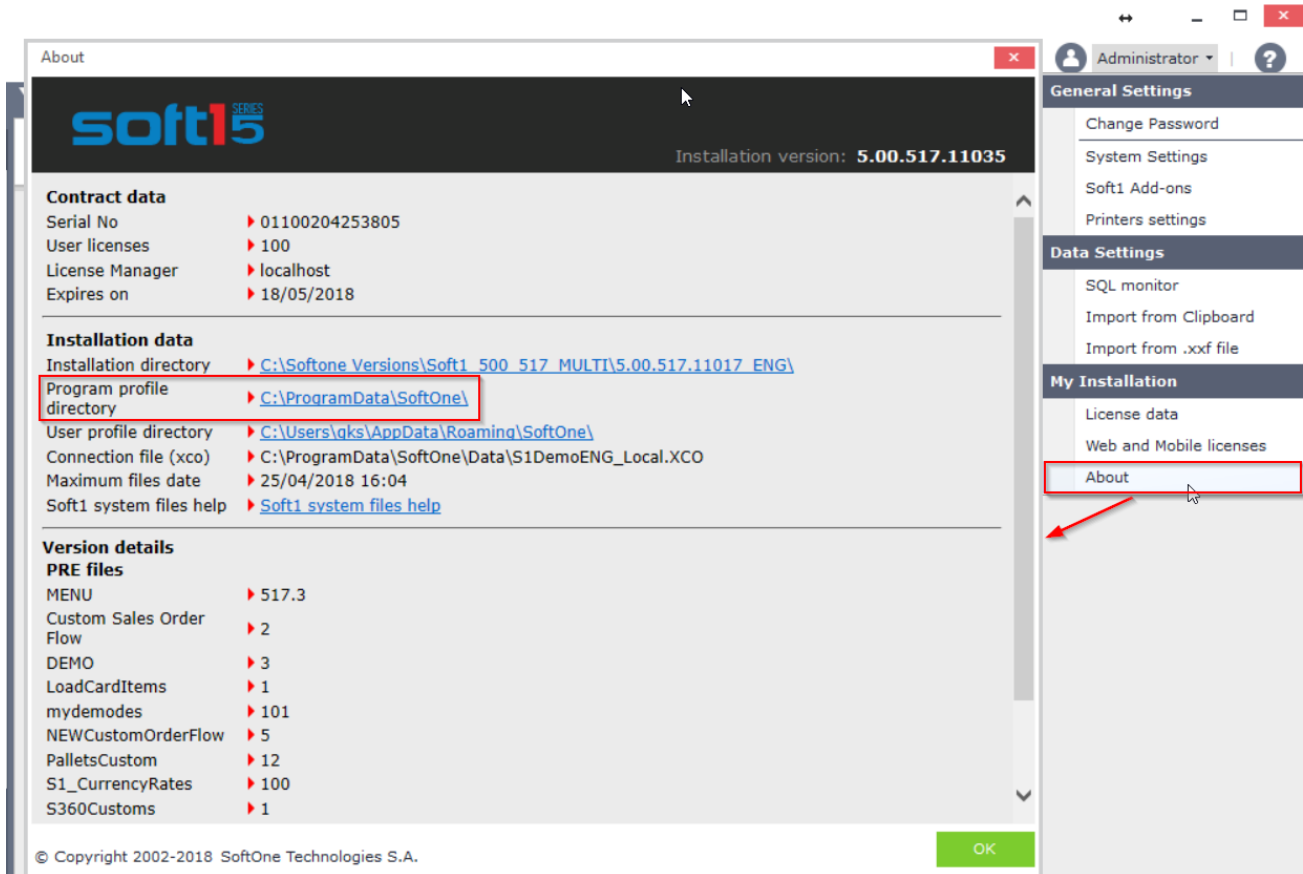 About
Administrator
?
soft1 SERIES 5
Installation version: 5.00.517.11035
Contract data
Serial No 01100204253805
User licenses 100
License Manager localhost
Expires on 18/05/2018
Installation data
Installation directory C:\Softone Versions\Soft1_500_517_MULTI\5.00.517.11017_ENG\
Program profile
directory C:\ProgramData\SoftOne\
User profile directory C:\Users\gks\AppData\Roaming\SoftOne\
Connection file (xco) C:\ProgramData\SoftOne\Data\S1DemoENG_Local.XCO
Maximum files date 25/04/2018 16:04
Soft1 system files help Soft1 system files help
Version details
PRE files
MENU 517.3
Custom Sales Order
Flow 2
DEMO 3
LoadCardItems 1
mydemodes 101
NEWCustomOrderFlow 5
PalletsCustom 12
S1_CurrencyRates 100
S360Customs 1
© Copyright 2002-2018 SoftOne Technologies S.A.
OK
General Settings
Change Password
System Settings
Soft1 Add-ons
Printers settings
Data Settings
SQL monitor
Import from Clipboard
Import from .xxf file
My Installation
License data
Web and Mobile licenses
About